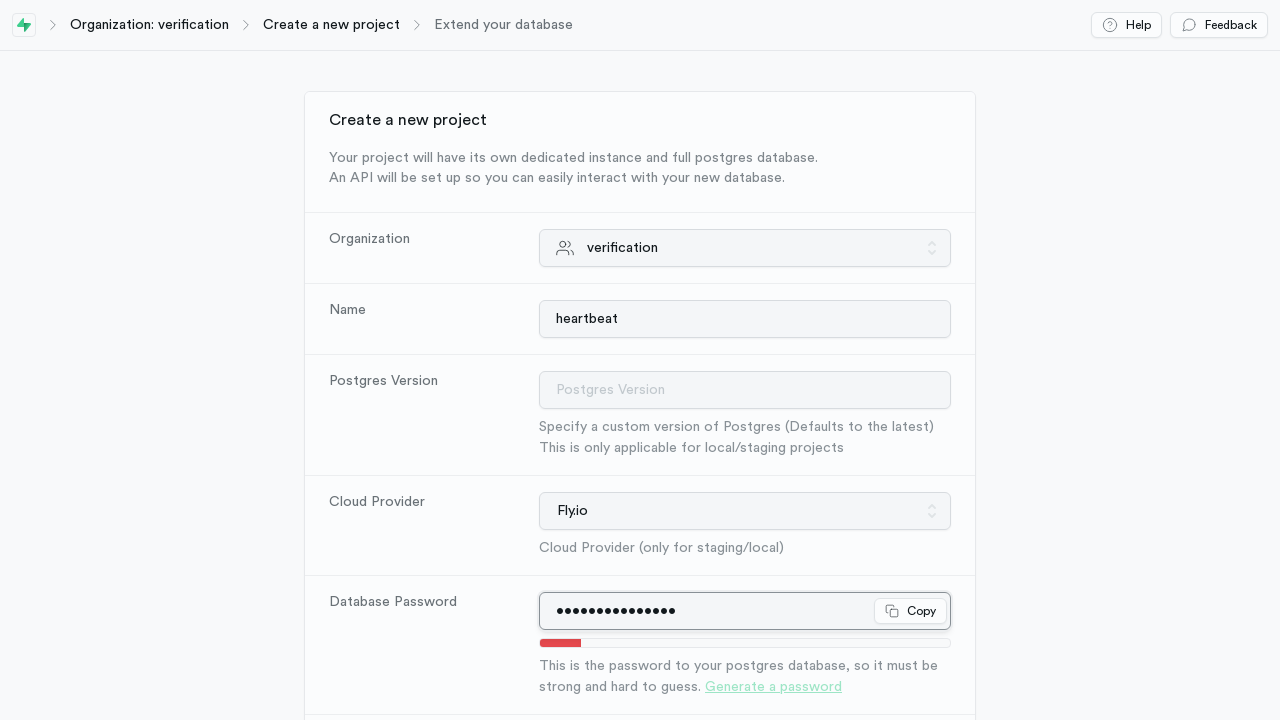 Organization: verification
Create a new project
Extend your database
Help
Feedback
Create a new project
Your project will have its own dedicated instance and full postgres database.
An API will be set up so you can easily interact with your new database.
Organization
verification
Name
heartbeat
Postgres Version
Postgres Version
Specify a custom version of Postgres (Defaults to the latest)
This is only applicable for local/staging projects
Cloud Provider
Fly.io
Cloud Provider (only for staging/local)
Database Password
•••••••••••••••
Copy
This is the password to your postgres database, so it must be
strong and hard to guess. Generate a password